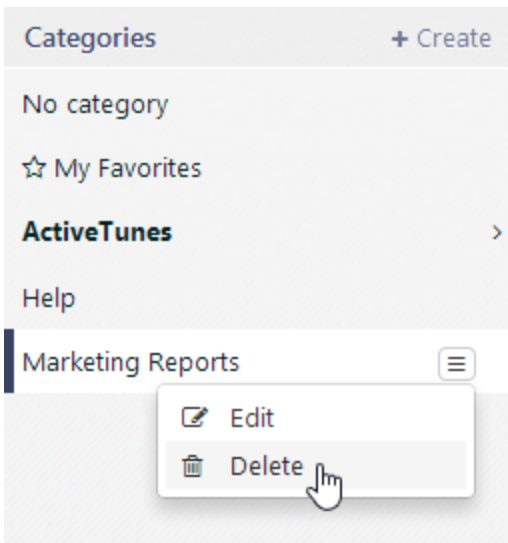 Categories + Create
No category
My Favorites
ActiveTunes
Help
Marketing Reports
Edit
Delete